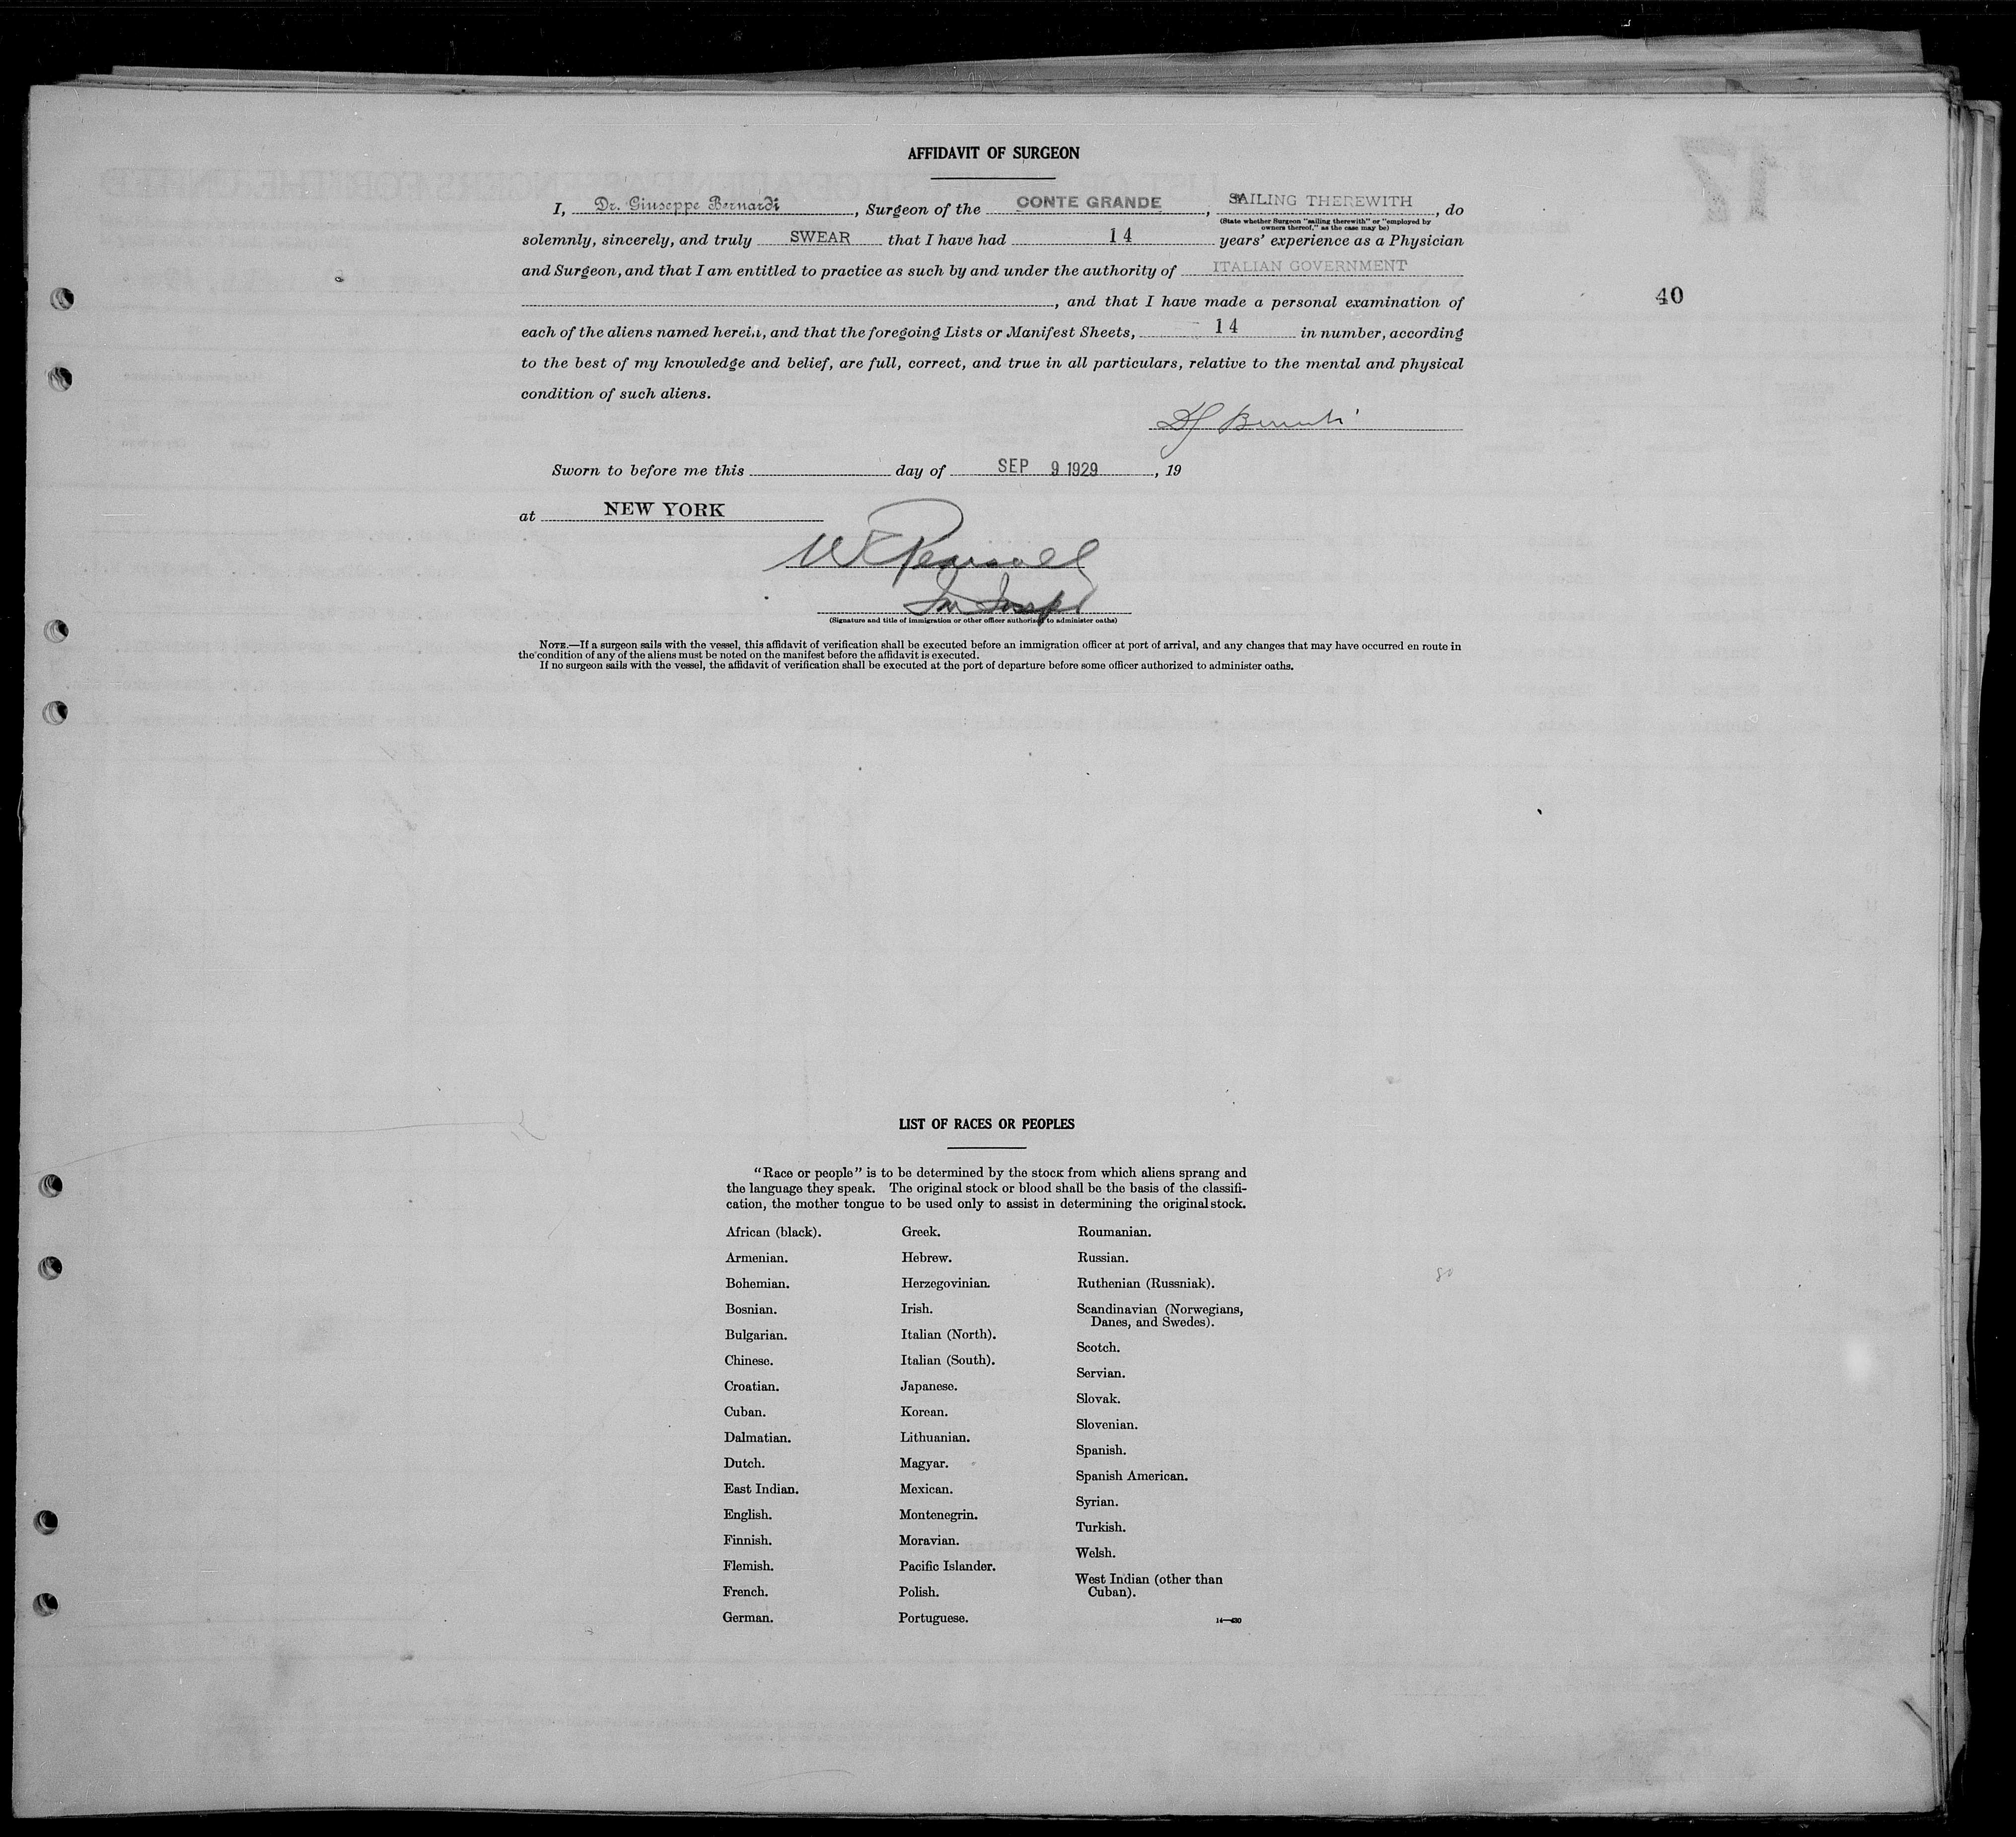 AFFIDAVIT OF SURGEON
I, Dr. Giuseppe Bernardi, Surgeon of the CONTE GRANDE, SAILING THEREWITH, do
(State whether Surgeon "sailing therewith" or "employed by
owners thereof," as the case may be)
solemnly, sincerely, and truly SWEAR that I have had 14 years' experience as a Physician
and Surgeon, and that I am entitled to practice as such by and under the authority of ITALIAN GOVERNMENT
, and that I have made a personal examination of
40
each of the aliens named herein, and that the foregoing Lists or Manifest Sheets, 14 in number, according
to the best of my knowledge and belief, are full, correct, and true in all particulars, relative to the mental and physical
condition of such aliens.
Sworn to before me this day of SEP 9 1929, 19
at NEW YORK
(Signature and title of immigration or other officer authorized to administer oaths)
NOTE.—If a surgeon sails with the vessel, this affidavit of verification shall be executed before an immigration officer at port of arrival, and any changes that may have occurred en route in
the condition of any of the aliens must be noted on the manifest before the affidavit is executed.
If no surgeon sails with the vessel, the affidavit of verification shall be executed at the port of departure before some officer authorized to administer oaths.
LIST OF RACES OR PEOPLES
"Race or people" is to be determined by the stock from which aliens sprang and
the language they speak. The original stock or blood shall be the basis of the classifi-
cation, the mother tongue to be used only to assist in determining the original stock.
African (black).
Armenian.
Bohemian.
Bosnian.
Bulgarian.
Chinese.
Croatian.
Cuban.
Dalmatian.
Dutch.
East Indian.
English.
Finnish.
Flemish.
French.
German.
Greek.
Hebrew.
Herzegovinian.
Irish.
Italian (North).
Italian (South).
Japanese.
Korean.
Lithuanian.
Magyar.
Mexican.
Montenegrin.
Moravian.
Pacific Islander.
Polish.
Portuguese.
Roumanian.
Russian.
Ruthenian (Russniak).
Scandinavian (Norwegians,
Danes, and Swedes).
Scotch.
Servian.
Slovak.
Slovenian.
Spanish.
Spanish American.
Syrian.
Turkish.
Welsh.
West Indian (other than
Cuban).